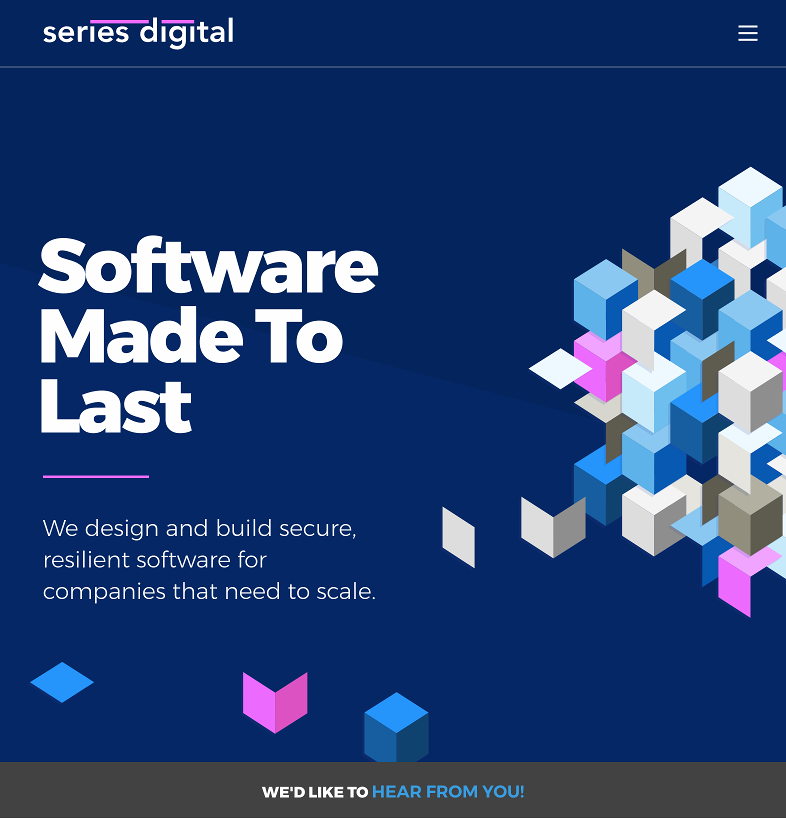 series digital
Software
Made To
Last
We design and build secure,
resilient software for
companies that need to scale.
WE'D LIKE TO HEAR FROM YOU!